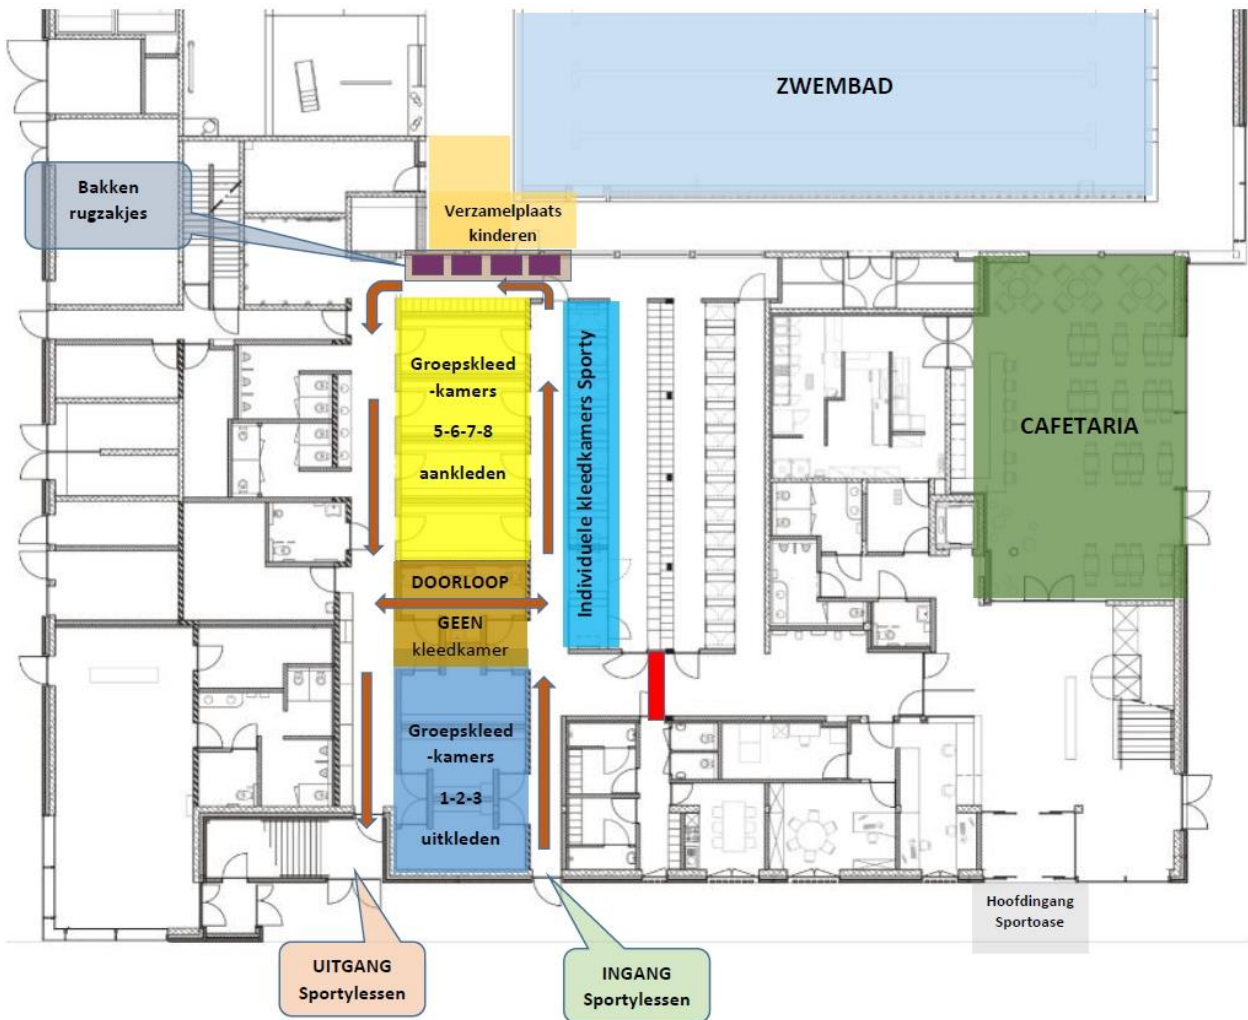 ZWEMBAD
Bakken
rugzakjes
Verzamelplaats
kinderen
Groepskleed
-kamers
5-6-7-8
aankleden
Individuele kleedkamers Sporty
CAFETARIA
DOORLOOP
GEEN
kleedkamer
Groepskleed
-kamers
1-2-3
uitkleden
Hoofdingang
Sportoase
UITGANG
Sportylessen
INGANG
Sportylessen